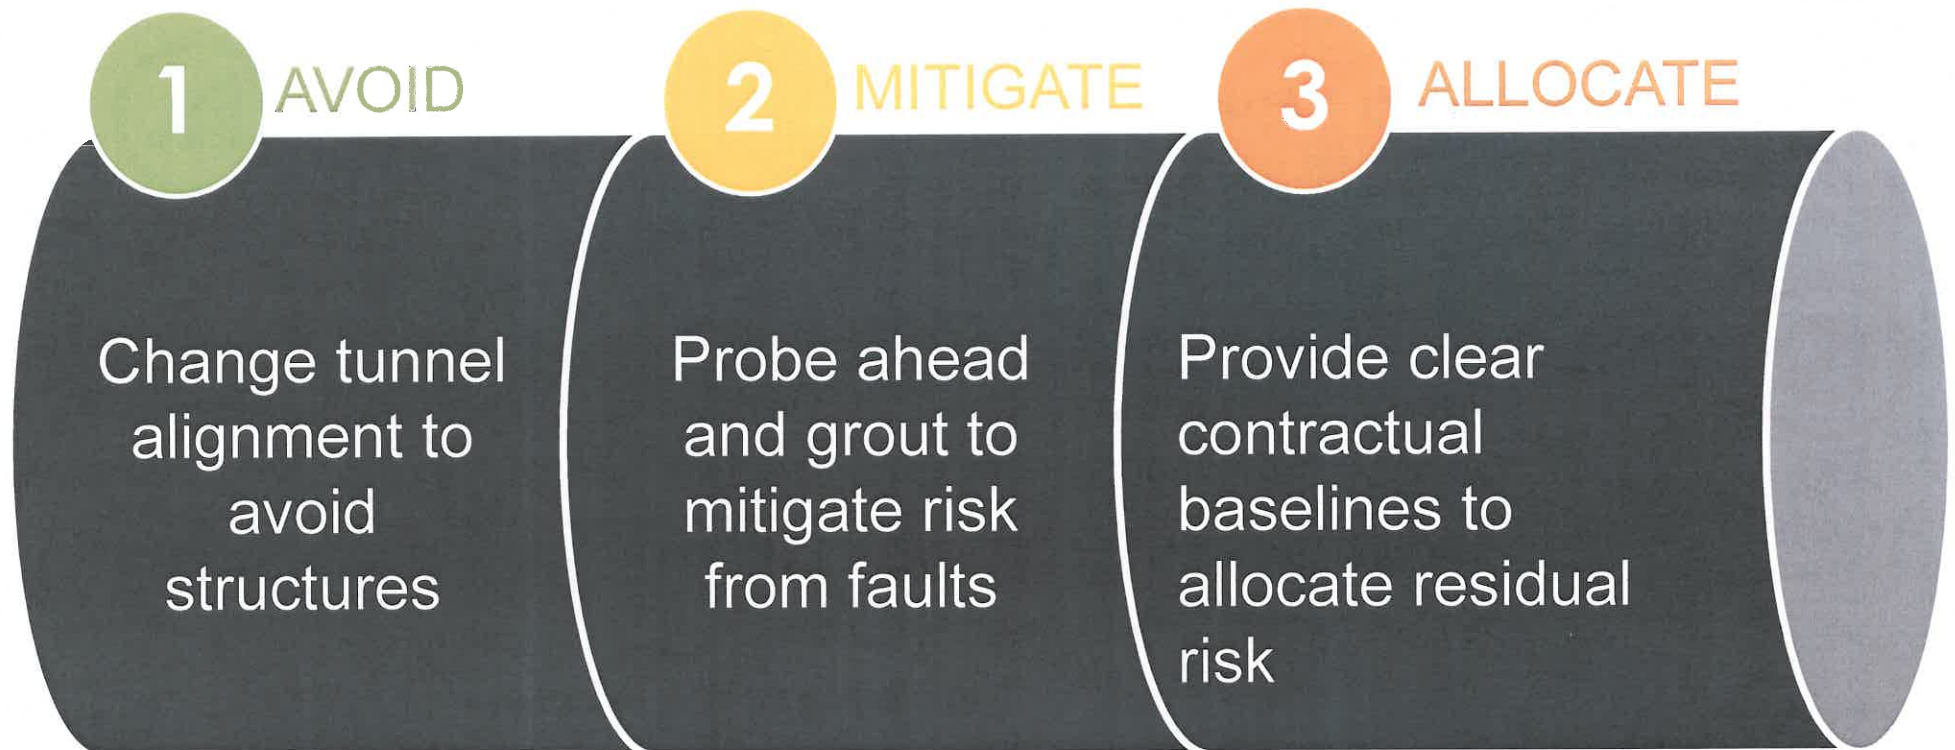 1 AVOID
Change tunnel
alignment to
avoid
structures
2 MITIGATE
Probe ahead
and grout to
mitigate risk
from faults
3 ALLOCATE
Provide clear
contractual
baselines to
allocate residual
risk